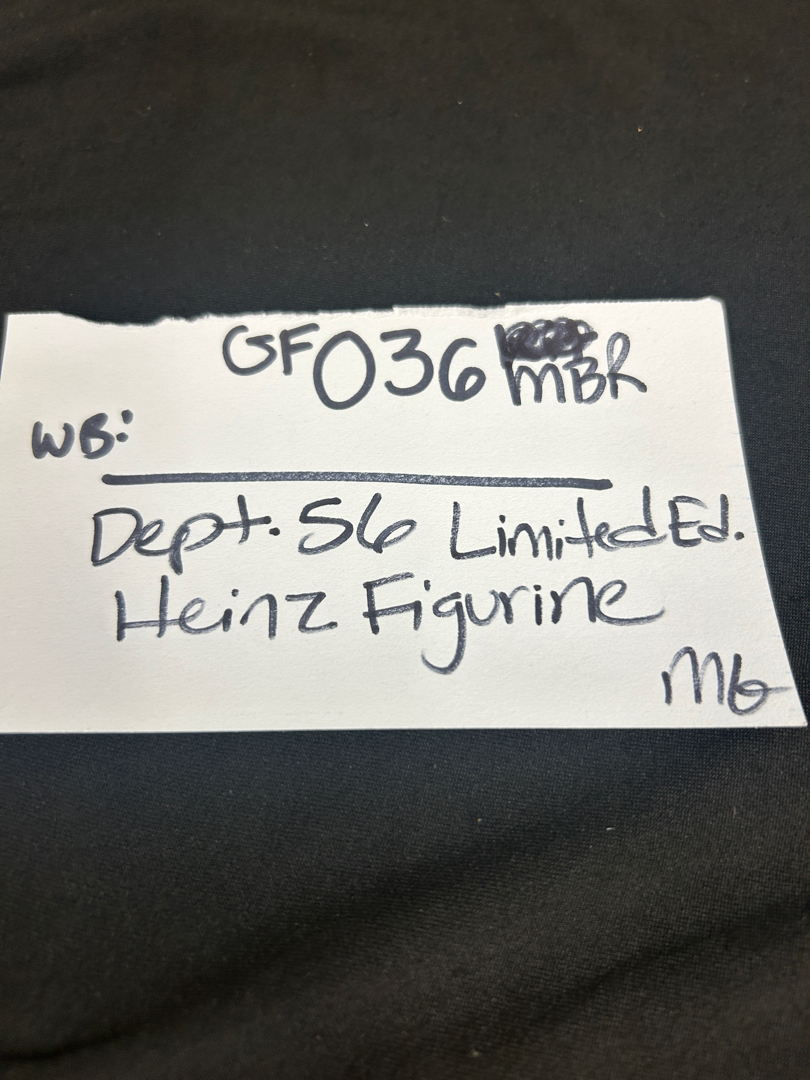 GF036 MBR
WB:
Dept. 56 Limited Ed.
Heinz Figurine
MG